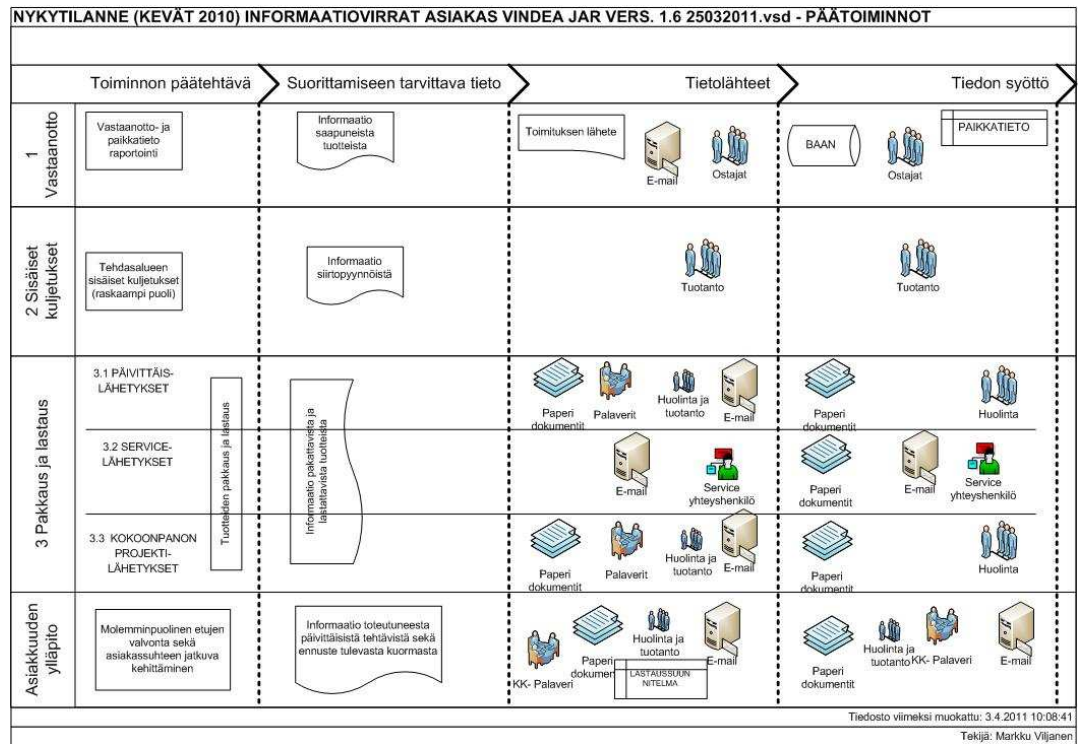 NYKYTILANNE (KEVÄT 2010) INFORMAATIOVIRRAT ASIAKAS VINDEA JAR VERS. 1.6 25032011.vsd - PÄÄTOIMINNOT
Toiminnon päätehtävä
Suorittamiseen tarvittava tieto
Tietolähteet
Tiedon syöttö
1
Vastaanotto
Vastaanotto- ja
paikkatieto
raportointi
Informaatio
saapuneista
tuotteista
Toimituksen lähete
E-mail
Ostajat
BAAN
Ostajat
PAIKKATIETO
2 Sisäiset
kuljetukset
Tehdasalueen
sisäiset kuljetukset
(raskaampi puoli)
Informaatio
siirtopyynnöistä
Tuotanto
Tuotanto
3 Pakkaus ja lastaus
3.1 PÄIVITTÄIS-
LÄHETYKSET
3.2 SERVICE-
LÄHETYKSET
3.3 KOKOONPANON
PROJEKTI-
LÄHETYKSET
Tuotteiden pakkaus ja lastaus
Informaatio pakattavista ja
lastattavista tuotteista
Paperi
dokumentit
Palaverit
Huolinta ja
tuotanto
E-mail
Paperi
dokumentit
Huolinta
E-mail
Service
yhteyshenkilö
Paperi
dokumentit
E-mail
Service
yhteyshenkilö
Paperi
dokumentit
Palaverit
Huolinta ja
tuotanto
E-mail
Paperi
dokumentit
Huolinta
Asiakkuuden
ylläpito
Molemminpuolinen etujen
valvonta sekä
asiakassuhteen jatkuva
kehittäminen
Informaatio toteutuneesta
päivittäisistä tehtävistä sekä
ennuste tulevasta kuormasta
KK- Palaveri
Paperi
dokumen
Huolinta ja
tuotanto
LASTAUSSUUN
NITELMA
E-mail
Paperi
dokumentit
Huolinta ja
tuotanto
KK- Palaveri
E-mail
Tiedosto viimeksi muokattu: 3.4.2011 10:08:41
Tekijä: Markku Viljanen